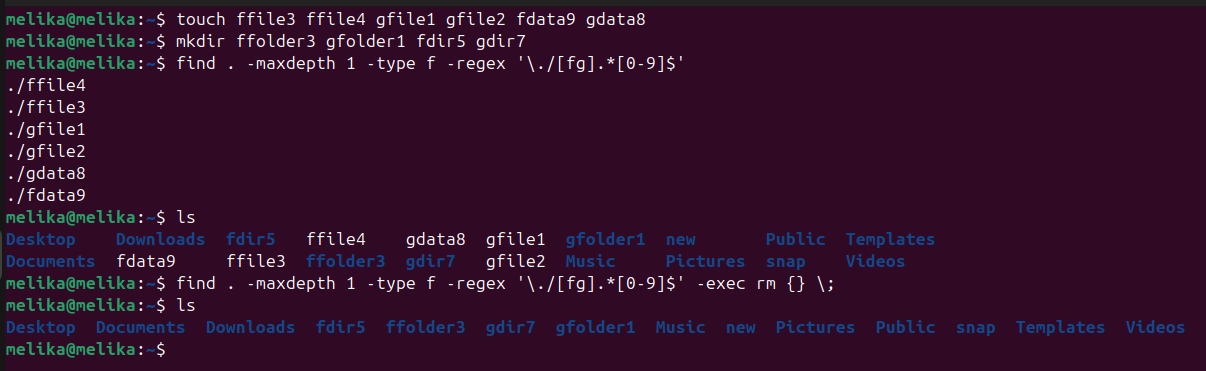 melika@melika:~$ touch ffile3 ffile4 gfile1 gfile2 fdata9 gdata8
melika@melika:~$ mkdir ffolder3 gfolder1 fdir5 gdir7
melika@melika:~$ find . -maxdepth 1 -type f -regex '\./[fg].*[0-9]$'
./ffile4
./ffile3
./gfile1
./gfile2
./gdata8
./fdata9
melika@melika:~$ ls
Desktop    Downloads  fdir5   ffile4    gdata8  gfile1  gfolder1  new       Public  Templates
Documents  fdata9     ffile3  ffolder3  gdir7   gfile2  Music     Pictures  snap    Videos
melika@melika:~$ find . -maxdepth 1 -type f -regex '\./[fg].*[0-9]$' -exec rm {} \;
melika@melika:~$ ls
Desktop  Documents  Downloads  fdir5  ffolder3  gdir7  gfolder1  Music  new  Pictures  Public  snap  Templates  Videos
melika@melika:~$